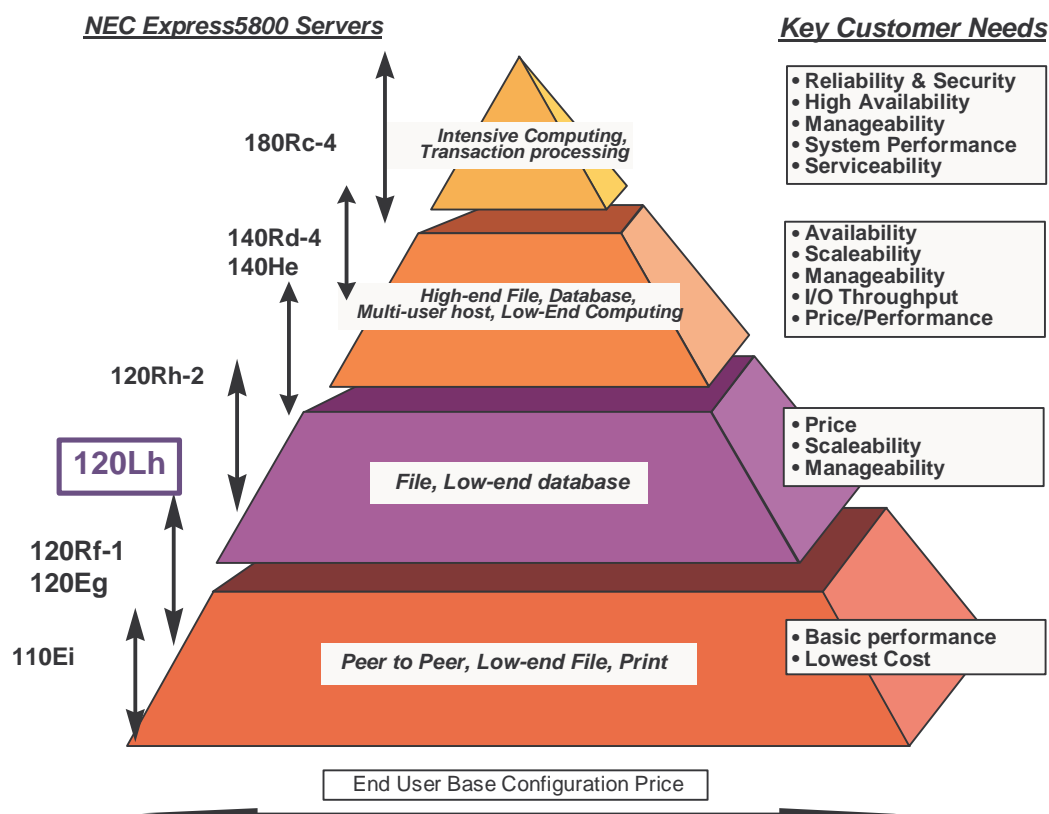 NEC Express5800 Servers
Key Customer Needs
• Reliability & Security
• High Availability
• Manageability
• System Performance
• Serviceability
180Rc-4
Intensive Computing,
Transaction processing
140Rd-4
140He
• Availability
• Scaleability
• Manageability
• I/O Throughput
• Price/Performance
High-end File, Database,
Multi-user host, Low-End Computing
120Rh-2
• Price
• Scaleability
• Manageability
120Lh
File, Low-end database
120Rf-1
120Eg
110Ei
Peer to Peer, Low-end File, Print
• Basic performance
• Lowest Cost
End User Base Configuration Price